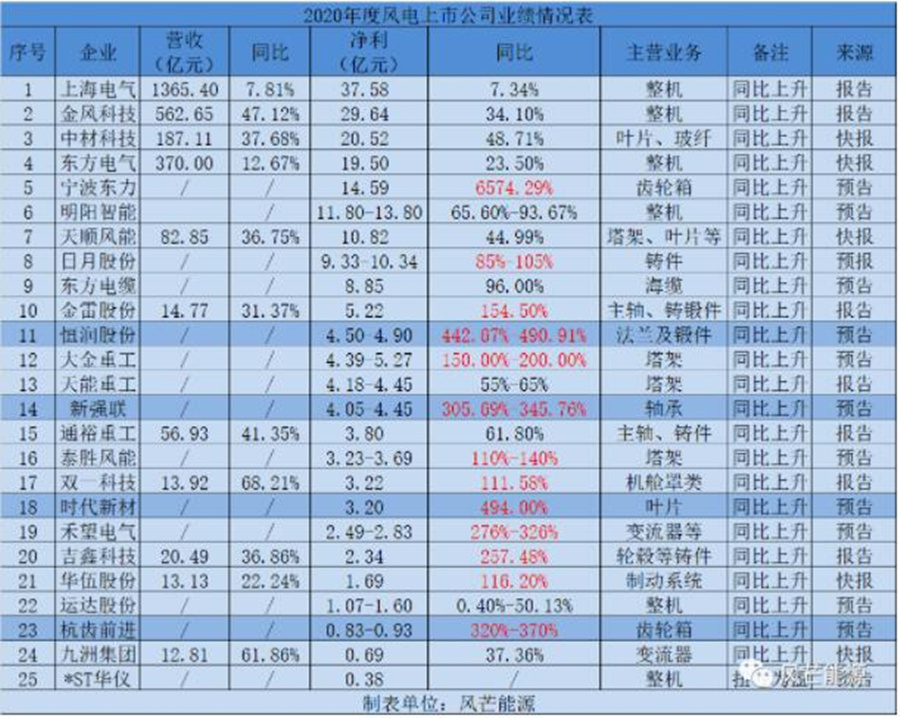 2020年度风电上市公司业绩情况表
序号 企业 营收（亿元） 同比 净利（亿元） 同比 主营业务 备注 来源
1 上海电气 1365.40 7.81% 37.58 7.34% 整机 同比上升 报告
2 金风科技 562.65 47.12% 29.64 34.10% 整机 同比上升 报告
3 中材科技 187.11 37.68% 20.52 48.71% 叶片、玻纤 同比上升 快报
4 东方电气 370.00 12.67% 19.50 23.50% 整机 同比上升 快报
5 宁波东力 / / 14.59 6574.29% 齿轮箱 同比上升 预告
6 明阳智能 / 11.80-13.80 65.60%-93.67% 整机 同比上升 预告
7 天顺风能 82.85 36.75% 10.82 44.99% 塔架、叶片等 同比上升 快报
8 日月股份 / / 9.33-10.34 85%-105% 铸件 同比上升 预报
9 东方电缆 / / 8.85 96.00% 海缆 同比上升 预告
10 金雷股份 14.77 31.37% 5.22 154.50% 主轴、铸锻件 同比上升 报告
11 恒润股份 / / 4.50-4.90 442.87%-490.91% 法兰及锻件 同比上升 预告
12 大金重工 / / 4.39-5.27 150.00%-200.00% 塔架 同比上升 预告
13 天能重工 / / 4.18-4.45 55%-65% 塔架 同比上升 报告
14 新强联 / / 4.05-4.45 305.69%-345.76% 轴承 同比上升 预告
15 通裕重工 56.93 41.35% 3.80 61.80% 主轴、铸件 同比上升 报告
16 泰胜风能 / / 3.23-3.69 110%-140% 塔架 同比上升 预告
17 双一科技 13.92 68.21% 3.22 111.58% 机舱罩类 同比上升 报告
18 时代新材 / / 3.20 494.00% 叶片 同比上升 预告
19 禾望电气 / / 2.49-2.83 276%-326% 变流器等 同比上升 预告
20 吉鑫科技 20.49 36.86% 2.34 257.48% 轮毂等铸件 同比上升 报告
21 华伍股份 13.13 22.24% 1.69 116.20% 制动系统 同比上升 快报
22 运达股份 / / 1.07-1.60 0.40%-50.13% 整机 同比上升 预告
23 杭齿前进 / / 0.83-0.93 320%-370% 齿轮箱 同比上升 预告
24 九洲集团 12.81 61.86% 0.69 37.36% 变流器 同比上升 快报
25 *ST华仪 / / 0.38 / 整机
风芒能源
制表单位：风芒能源